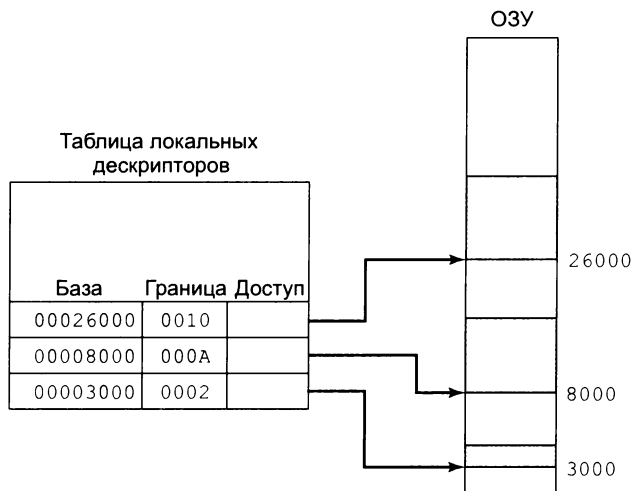 ОЗУ
Таблица локальных
дескрипторов
База Граница Доступ
00026000 0010
00008000 000A
00003000 0002
26000
8000
3000